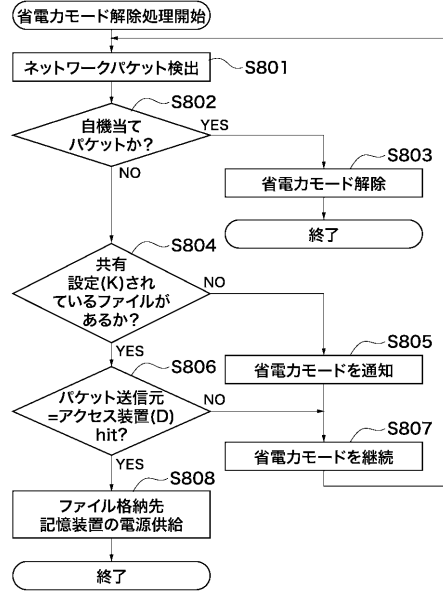 省電力モード解除処理開始
ネットワークパケット検出
S801
S802
自機当て
パケットか?
YES
NO
S803
省電力モード解除
終了
S804
共有
設定(K)され
ているファイルが
あるか?
NO
YES
S805
省電力モードを通知
S806
パケット送信元
=アクセス装置(D)
hit?
NO
YES
S807
省電力モードを継続
S808
ファイル格納先
記憶装置の電源供給
終了